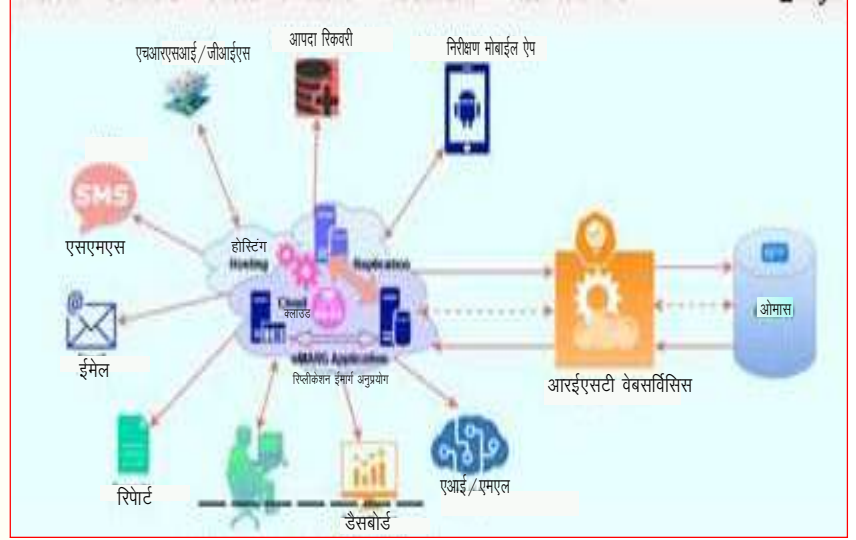 आपदा रिकवरी
एचआरएसआई/जीआईएस
निरीक्षण मोबाईल ऐप
SMS
एसएमएस
होस्टिंग
Hosting
Replication
@
Cloud
क्लाउड
ओमास
eMARG Application
रिप्लीकेशन ईमार्ग अनुप्रयोग
ईमेल
आरईएसटी वेबसर्विसिस
रिपेार्ट
एआई/एमएल
डैसबोर्ड